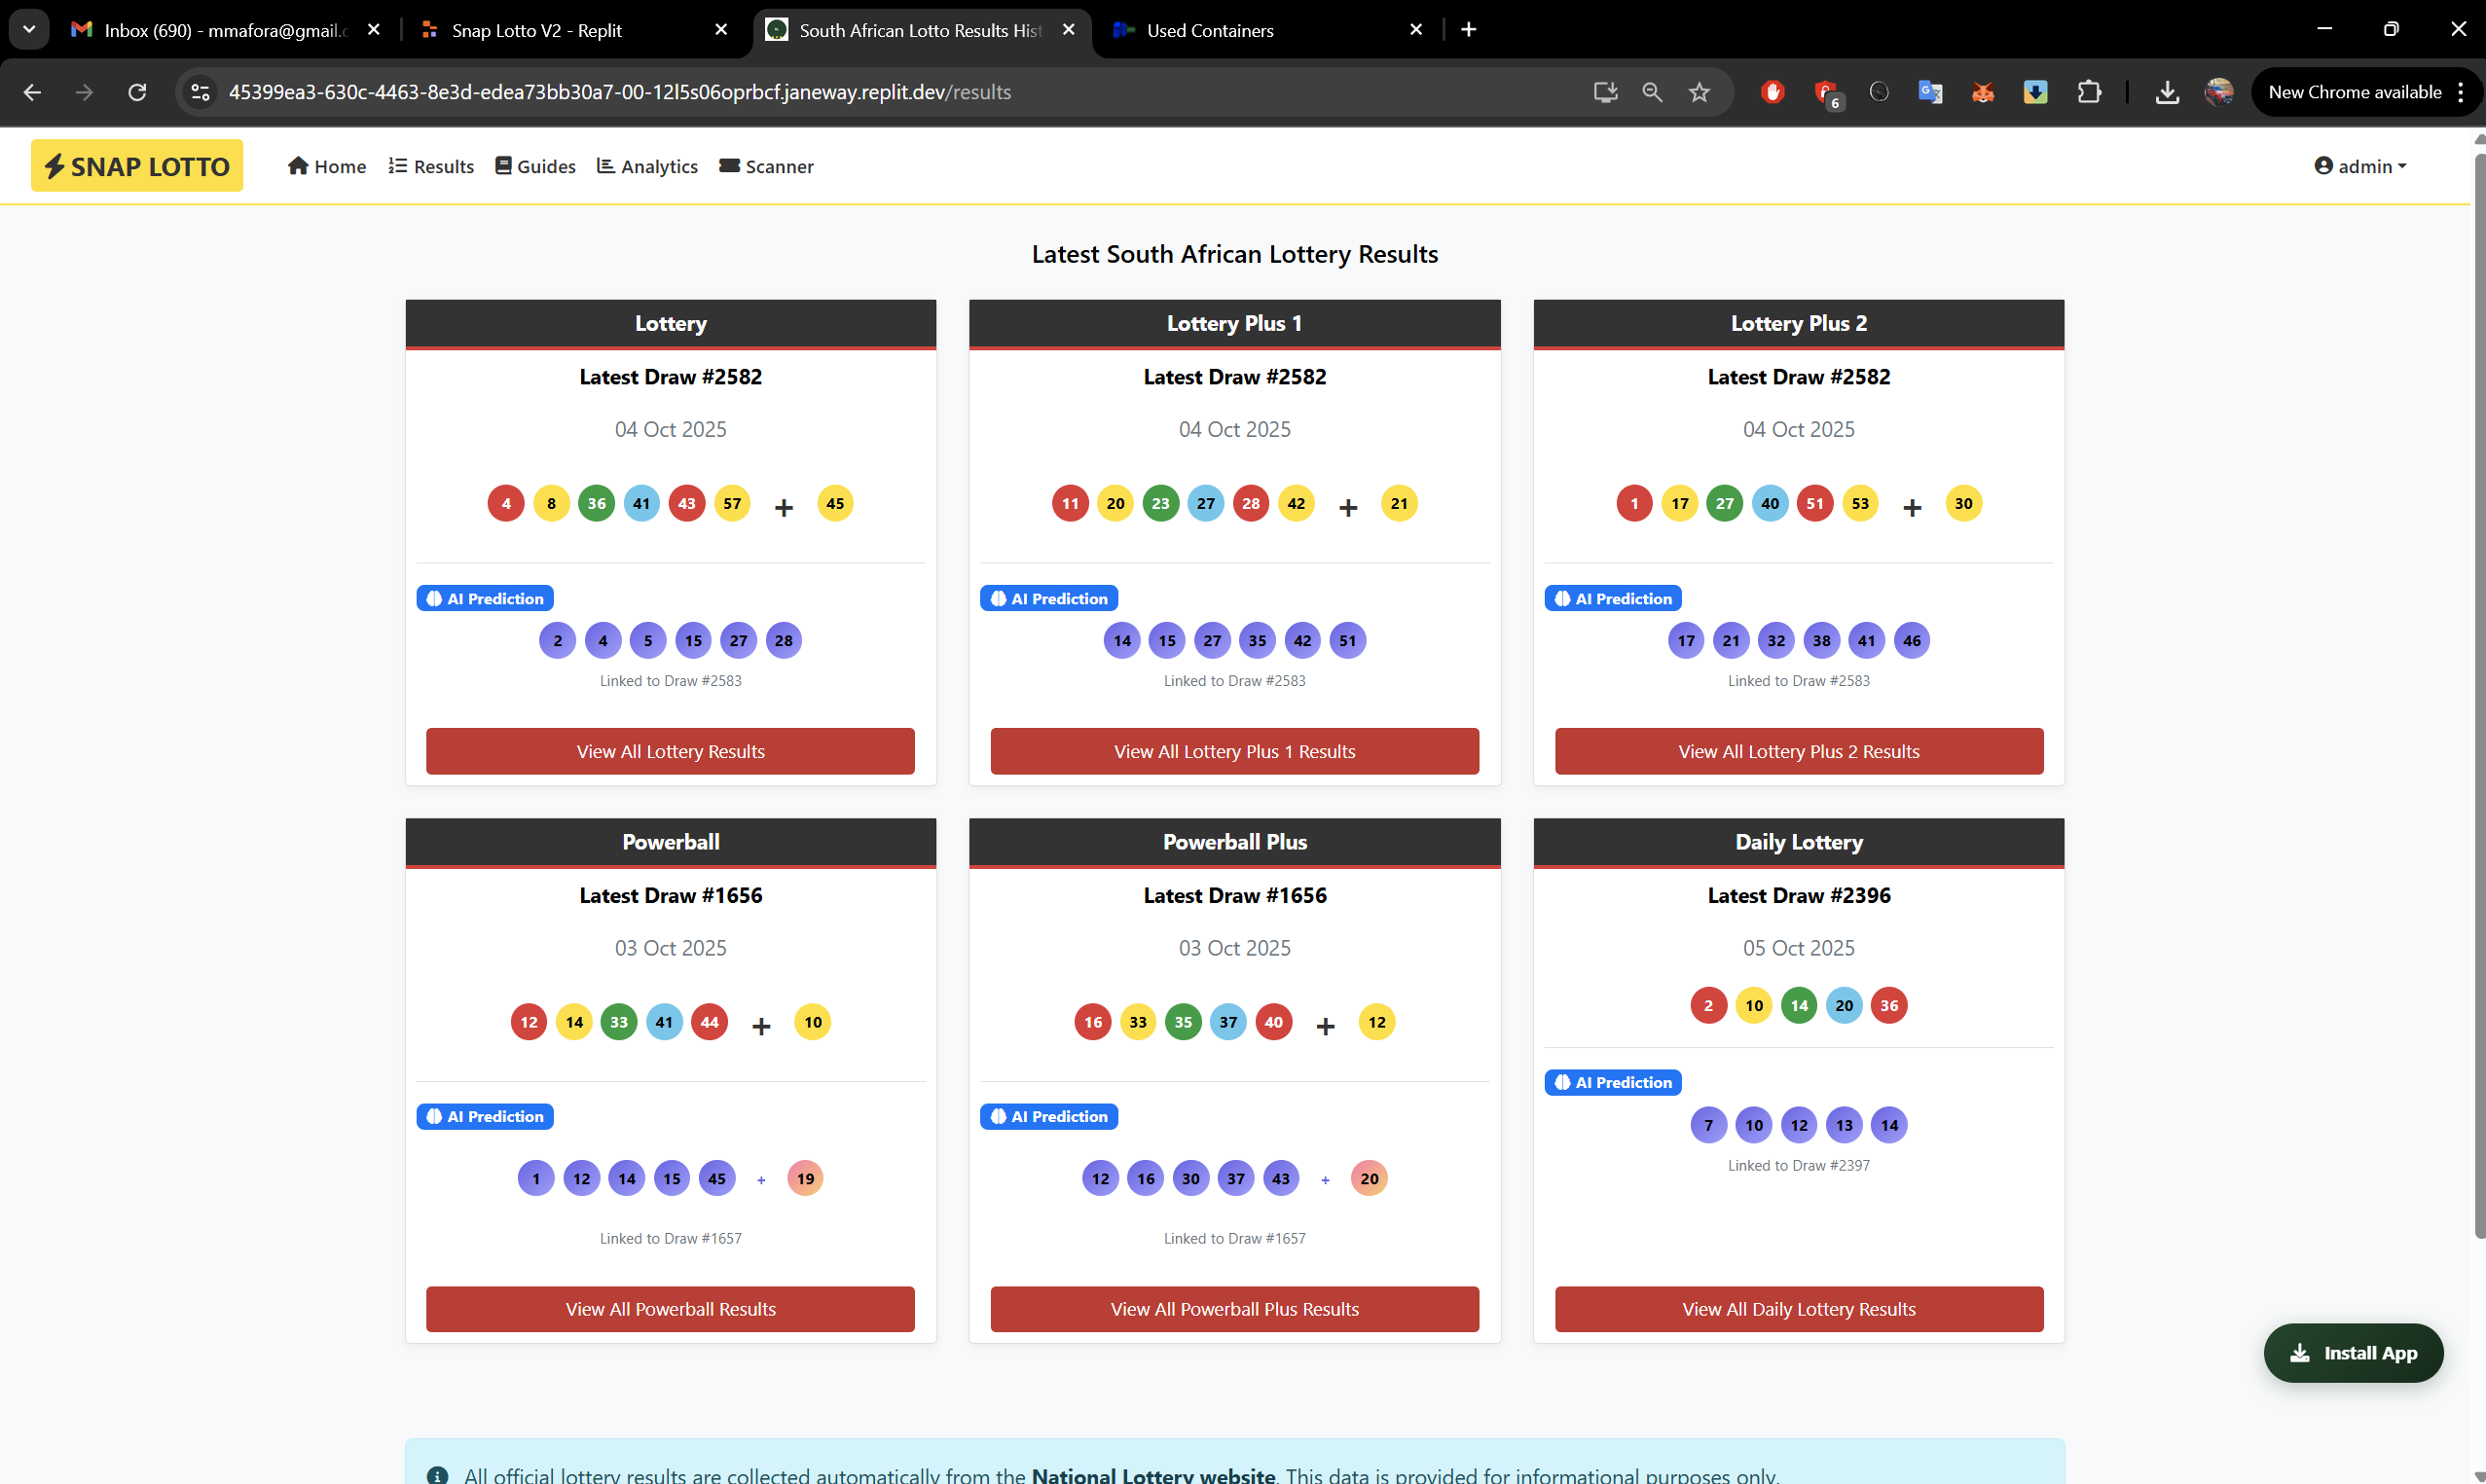 Inbox (690) - mmafora@gmail.c
Snap Lotto V2 - Replit
South African Lotto Results Hist
Used Containers
45399ea3-630c-4463-8e3d-edea73bb30a7-00-12l5s06oprbcf.janeway.replit.dev/results
6
New Chrome available
SNAP LOTTO
Home
Results
Guides
Analytics
Scanner
admin
Latest South African Lottery Results
Lottery
Latest Draw #2582
04 Oct 2025
4 8 36 41 43 57 + 45
AI Prediction
2 4 5 15 27 28
Linked to Draw #2583
View All Lottery Results
Lottery Plus 1
Latest Draw #2582
04 Oct 2025
11 20 23 27 28 42 + 21
AI Prediction
14 15 27 35 42 51
Linked to Draw #2583
View All Lottery Plus 1 Results
Lottery Plus 2
Latest Draw #2582
04 Oct 2025
1 17 27 40 51 53 + 30
AI Prediction
17 21 32 38 41 46
Linked to Draw #2583
View All Lottery Plus 2 Results
Powerball
Latest Draw #1656
03 Oct 2025
12 14 33 41 44 + 10
AI Prediction
1 12 14 15 45 + 19
Linked to Draw #1657
View All Powerball Results
Powerball Plus
Latest Draw #1656
03 Oct 2025
16 33 35 37 40 + 12
AI Prediction
12 16 30 37 43 + 20
Linked to Draw #1657
View All Powerball Plus Results
Daily Lottery
Latest Draw #2396
05 Oct 2025
2 10 14 20 36
AI Prediction
7 10 12 13 14
Linked to Draw #2397
View All Daily Lottery Results
Install App
All official lottery results are collected automatically from the National Lottery website. This data is provided for informational purposes only.